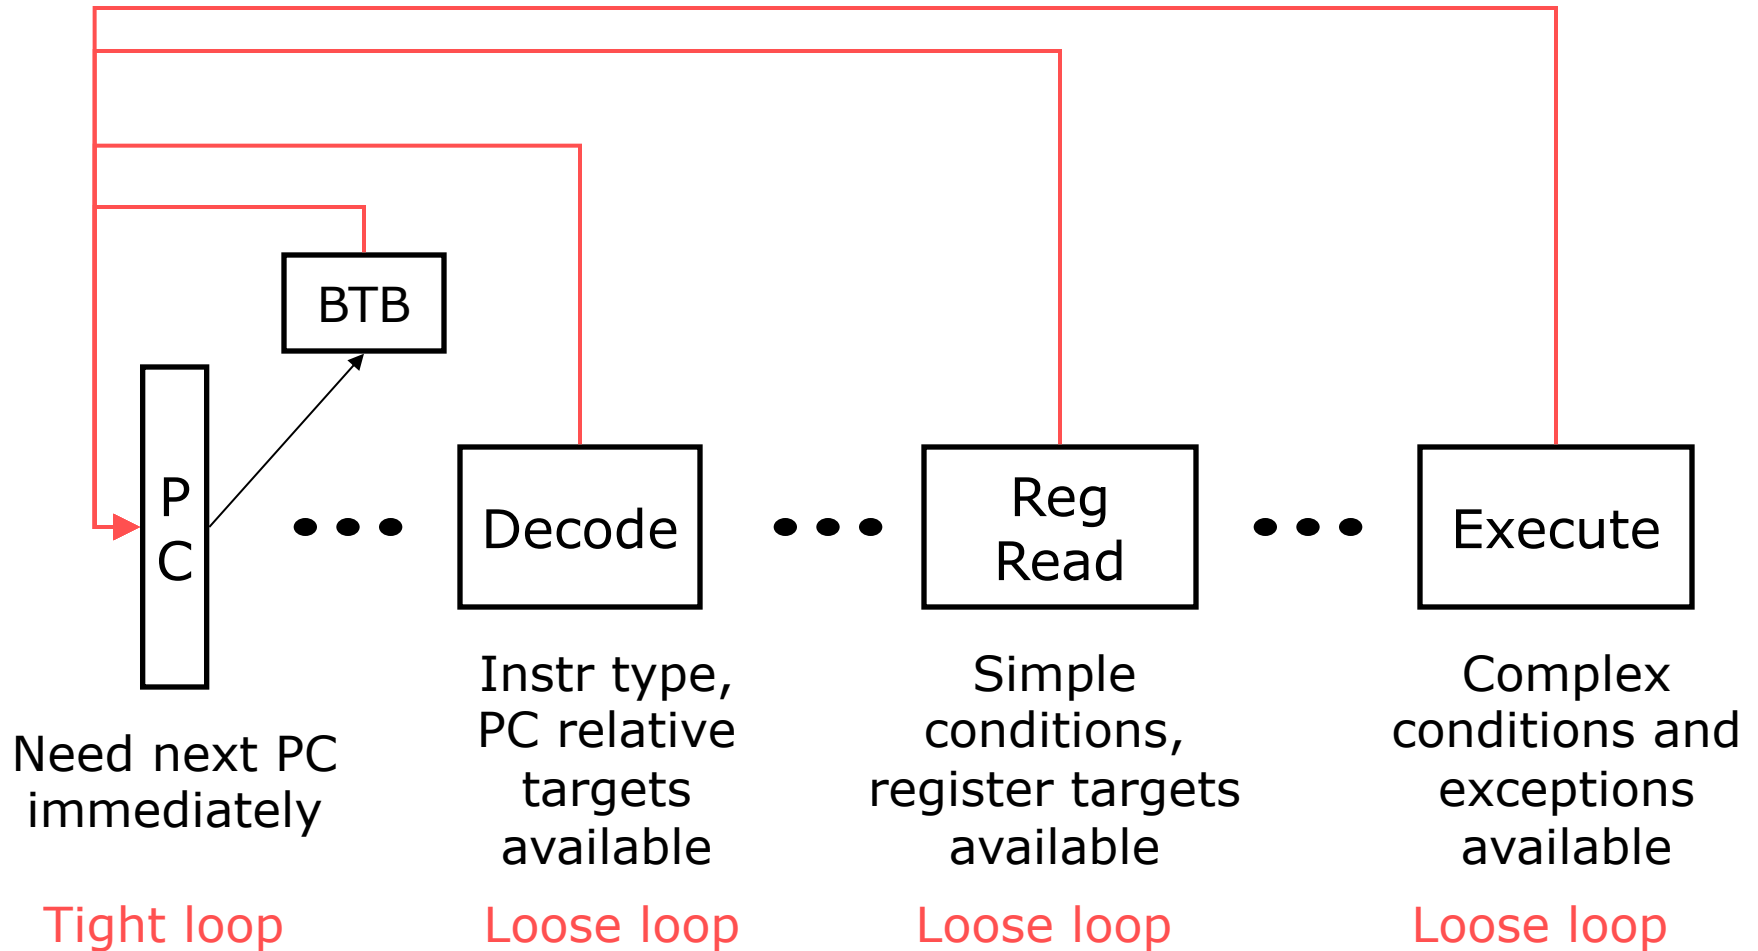 BTB
P
C
Decode
Reg
Read
Execute
Need next PC
immediately
Instr type,
PC relative
targets
available
Simple
conditions,
register targets
available
Complex
conditions and
exceptions
available
Tight loop
Loose loop
Loose loop
Loose loop